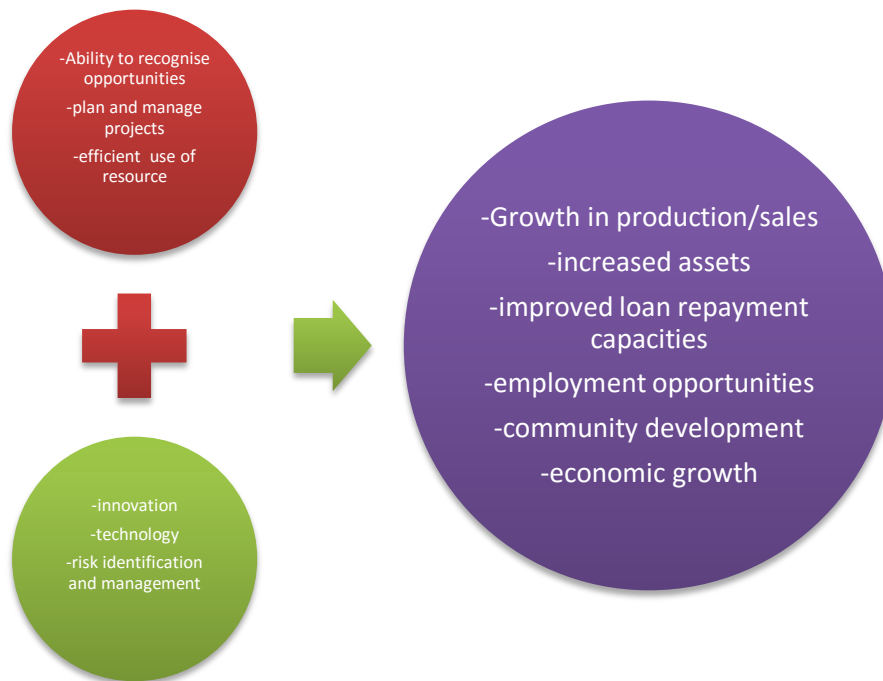 -Ability to recognise
opportunities
-plan and manage
projects
-efficient  use of
resource
-innovation
-technology
-risk identification
and management
-Growth in production/sales
-increased assets
-improved loan repayment
capacities
-employment opportunities
-community development
-economic growth